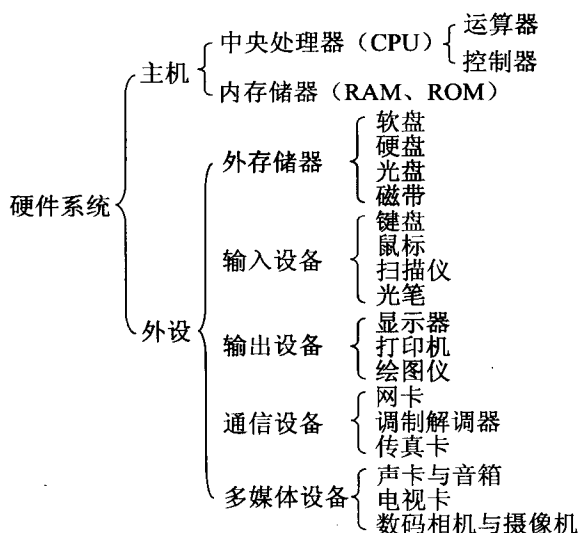 运算器
中央处理器（CPU）
控制器
主机
内存储器（RAM、ROM）
软盘
硬盘
外存储器
光盘
磁带
硬件系统
键盘
鼠标
输入设备
扫描仪
光笔
外设
显示器
输出设备
打印机
绘图仪
网卡
通信设备
调制解调器
传真卡
声卡与音箱
多媒体设备
电视卡
数码相机与摄像机